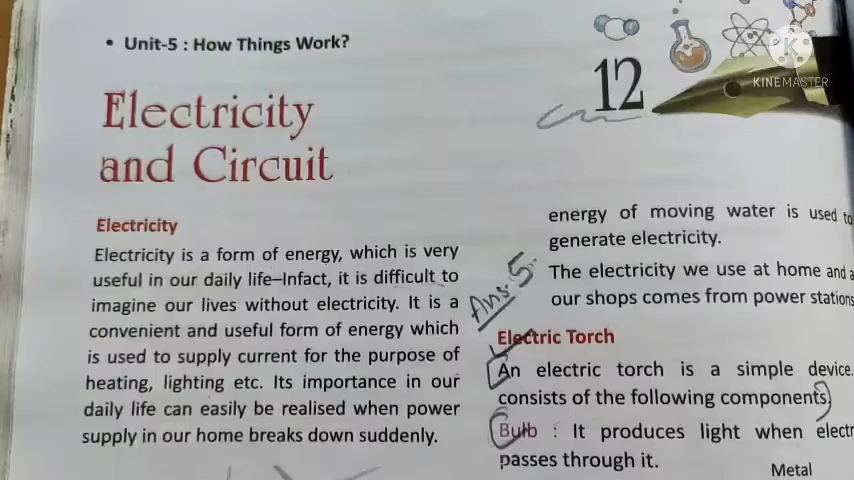 • Unit-5 : How Things Work?
12
KINEMASTER
Electricity
and Circuit
Electricity
Electricity is a form of energy, which is very
useful in our daily life–Infact, it is difficult to
imagine our lives without electricity. It is a
convenient and useful form of energy which
is used to supply current for the purpose of
heating, lighting etc. Its importance in our
daily life can easily be realised when power
supply in our home breaks down suddenly.
energy of moving water is used to
generate electricity.
Ans. 5.
The electricity we use at home and a
our shops comes from power stations
Electric Torch
An electric torch is a simple device.
consists of the following components
Bulb : It produces light when electr
passes through it.
Metal